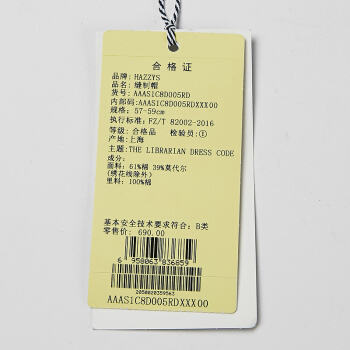 合格证
品牌: HAZZYS
品名: 缝制帽
货号: AAAS1C8D005RD
内部码: AAAS1C8D005RDXXX00
规格: 57-59cm
执行标准: FZ/T 82002-2016
等级: 合格品 检验员:①
产地: 上海
主题: THE LIBRARIAN DRESS CODE
成分:
面料: 61%棉 39%莫代尔
(绣花线除外)
里料: 100%棉
基本安全技术要求符合: B类
零售价: 690.00
6 958063 836859
2050020359563
AAAS1C8D005RDXXX00